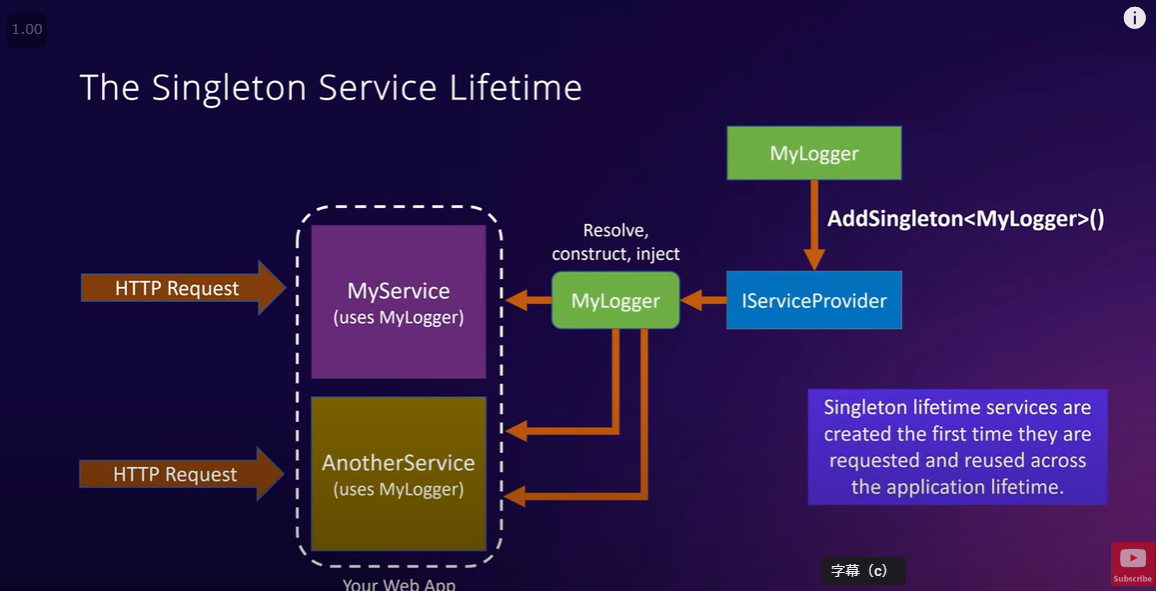 1.00
i
The Singleton Service Lifetime
MyLogger
AddSingleton<MyLogger>()
Resolve,
construct, inject
HTTP Request
MyService
(uses MyLogger)
MyLogger
IServiceProvider
HTTP Request
AnotherService
(uses MyLogger)
Singleton lifetime services are
created the first time they are
requested and reused across
the application lifetime.
Your Web App
字幕（c）
Subscribe